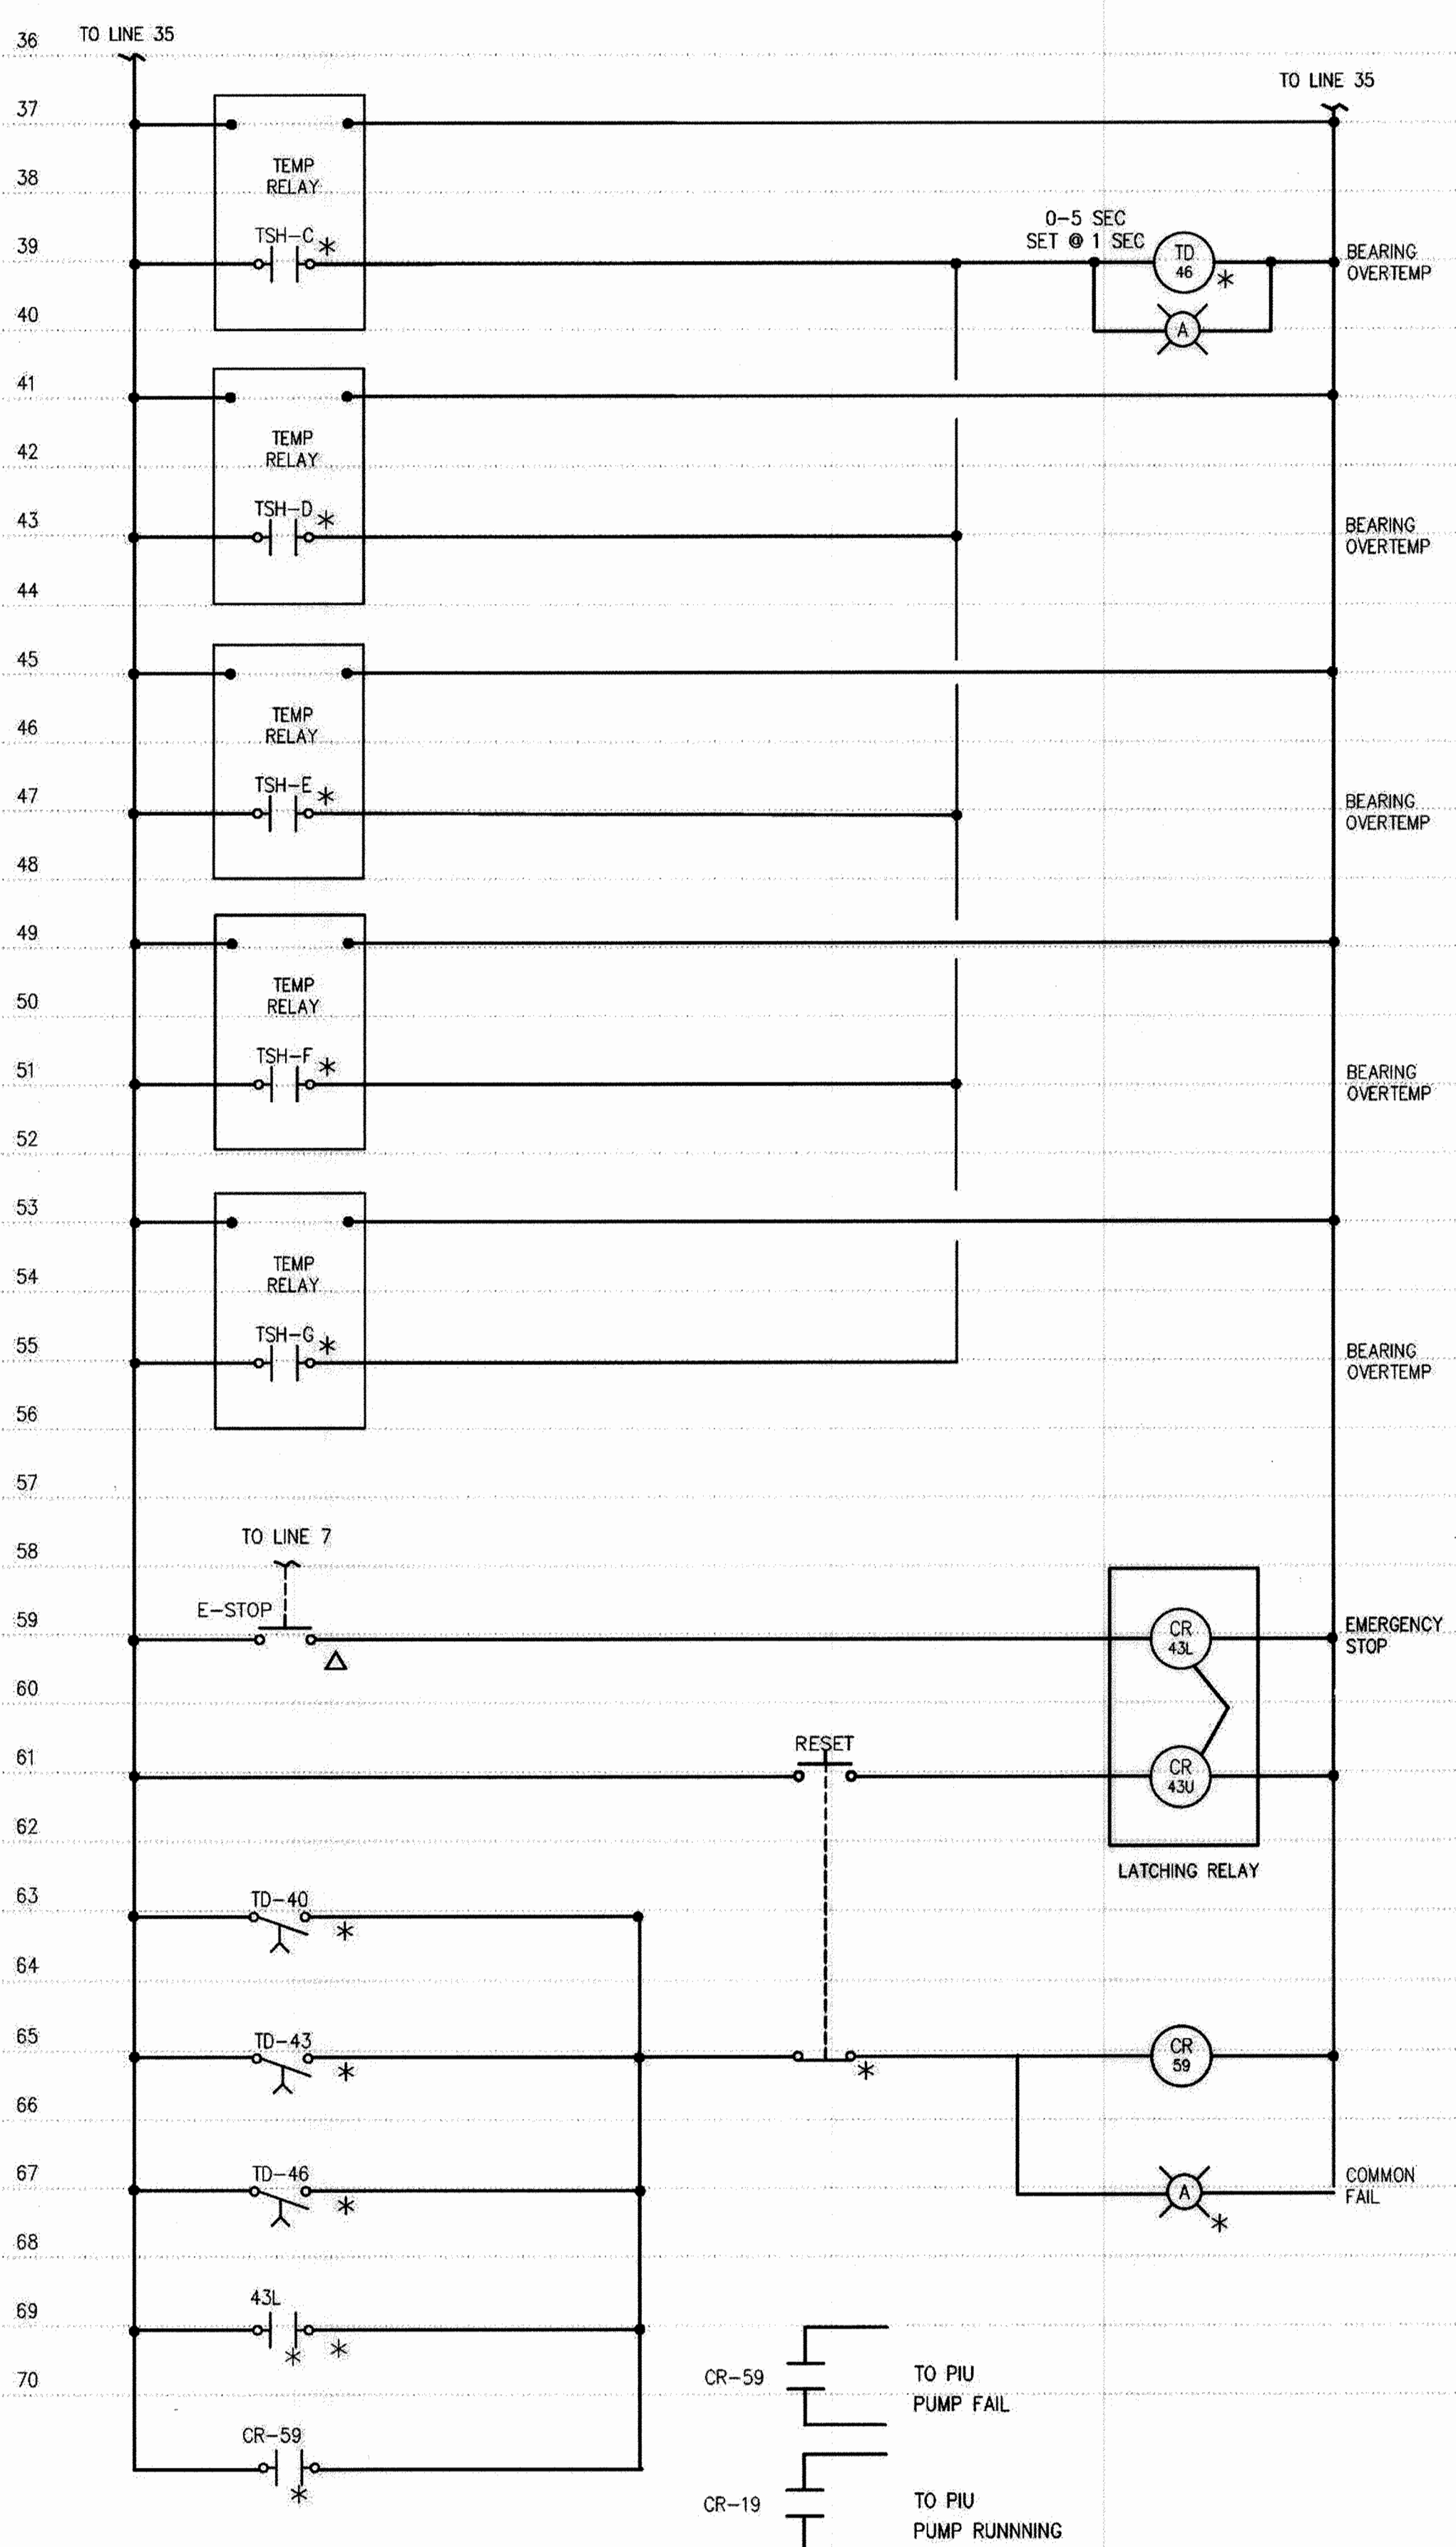 36
TO LINE 35
TO LINE 35
37
TEMP
RELAY
38
0-5 SEC
SET @ 1 SEC
TSH-C *
39
TD
46
*
BEARING
OVERTEMP
40
A
41
TEMP
RELAY
42
TSH-D *
43
BEARING
OVERTEMP
44
45
TEMP
RELAY
46
TSH-E *
47
BEARING
OVERTEMP
48
49
TEMP
RELAY
50
TSH-F *
51
BEARING
OVERTEMP
52
53
TEMP
RELAY
54
TSH-G *
55
BEARING
OVERTEMP
56
57
TO LINE 7
58
E-STOP
59
CR
43L
EMERGENCY
STOP
60
RESET
61
CR
43U
62
LATCHING RELAY
63
TD-40
*
64
65
TD-43
*
*
CR
59
66
67
TD-46
*
A
*
COMMON
FAIL
68
69
43L
* *
70
CR-59
TO PIU
PUMP FAIL
CR-59
*
CR-19
TO PIU
PUMP RUNNNING